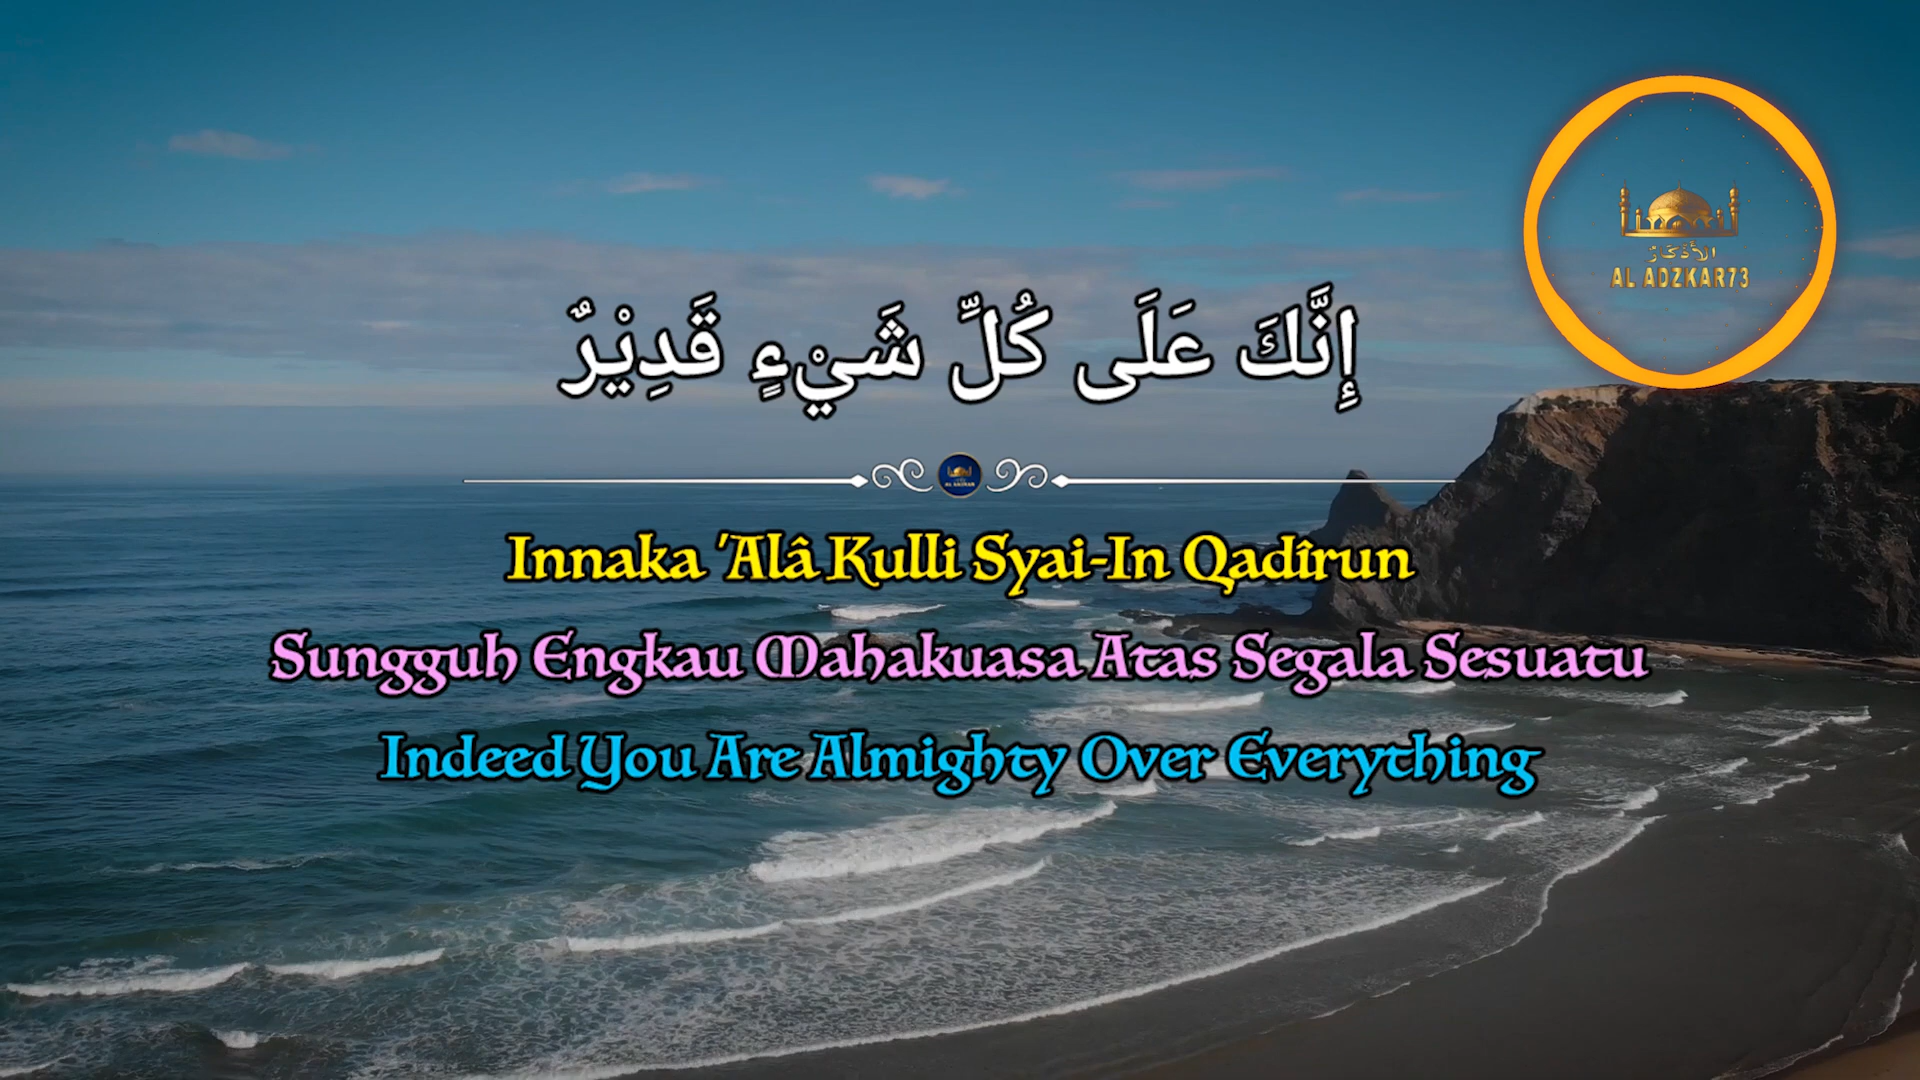 الأذكار
AL ADZKAR73
إِنَّكَ عَلَى كُلِّ شَيْءٍ قَدِيْرٌ
Innaka 'Alâ Kulli Syai-In Qadîrun
Sungguh Engkau Mahakuasa Atas Segala Sesuatu
Indeed You Are Almighty Over Everything